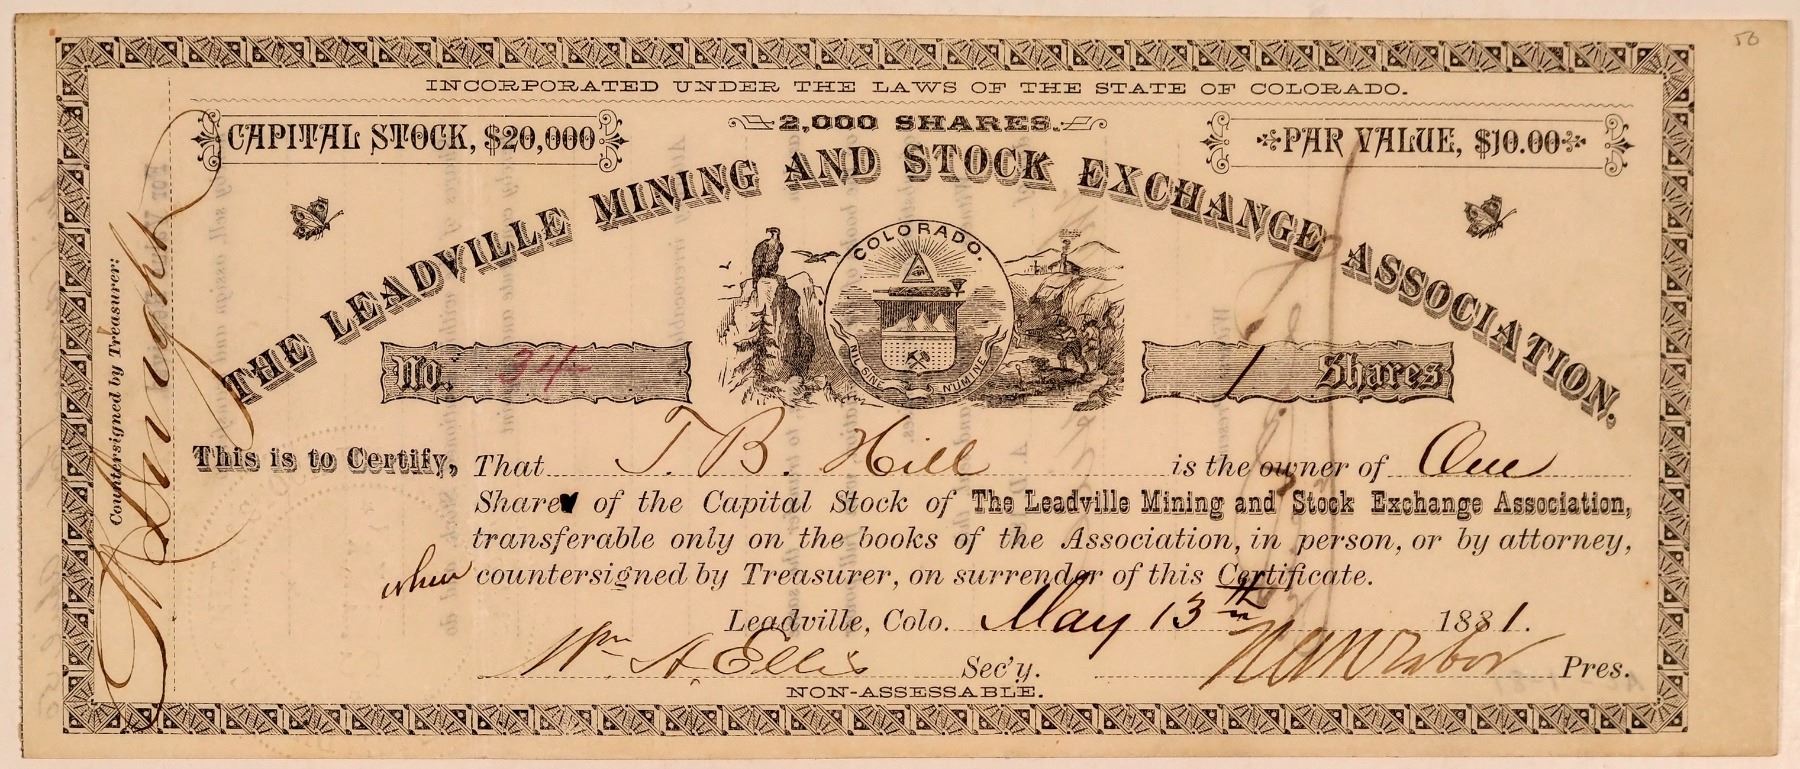 50
INCORPORATED UNDER THE LAWS OF THE STATE OF COLORADO.
CAPITAL STOCK, $20,000
2,000 SHARES.
PAR VALUE, $10.00
THE LEADVILLE MINING AND STOCK EXCHANGE ASSOCIATION.
COLORADO.
NIL SINE NUMINE
No. 34
1 Shares
This is to Certify, That T. B. Hill is the owner of One
Share of the Capital Stock of The Leadville Mining and Stock Exchange Association,
transferable only on the books of the Association, in person, or by attorney,
when countersigned by Treasurer, on surrender of this Certificate.
Leadville, Colo. May 13th 1881.
Wm A. Ellis Sec'y. HAW Tabor Pres.
NON-ASSESSABLE.
Countersigned by Treasurer: